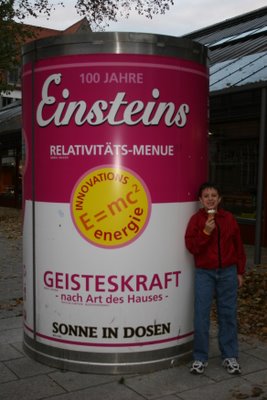 100 JAHRE
Einsteins
RELATIVITÄTS-MENUE
INNOVATIONS
E=mc²
energie
GEISTESKRAFT
- nach Art des Hauses -
SONNE IN DOSEN